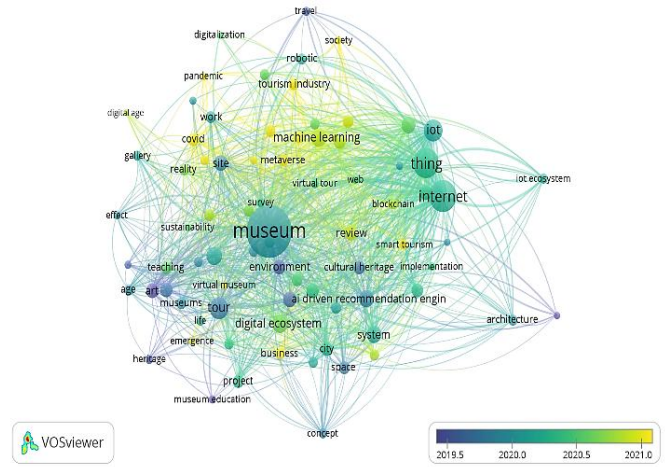 travel
digitalization
society
robotic
pandemic
tourism industry
digital age
work
iot
covid
machine learning
gallery
site
metaverse
thing
reality
virtual tour
web
iot ecosystem
internet
survey
blockchain
effect
sustainability
museum
review
smart tourism
teaching
environment
cultural heritage
implementation
age
art
virtual museum
museums
tour
ai driven recommendation engin
life
digital ecosystem
architecture
emergence
system
heritage
business
city
space
project
museum education
concept
VOSviewer
2019.5 2020.0 2020.5 2021.0